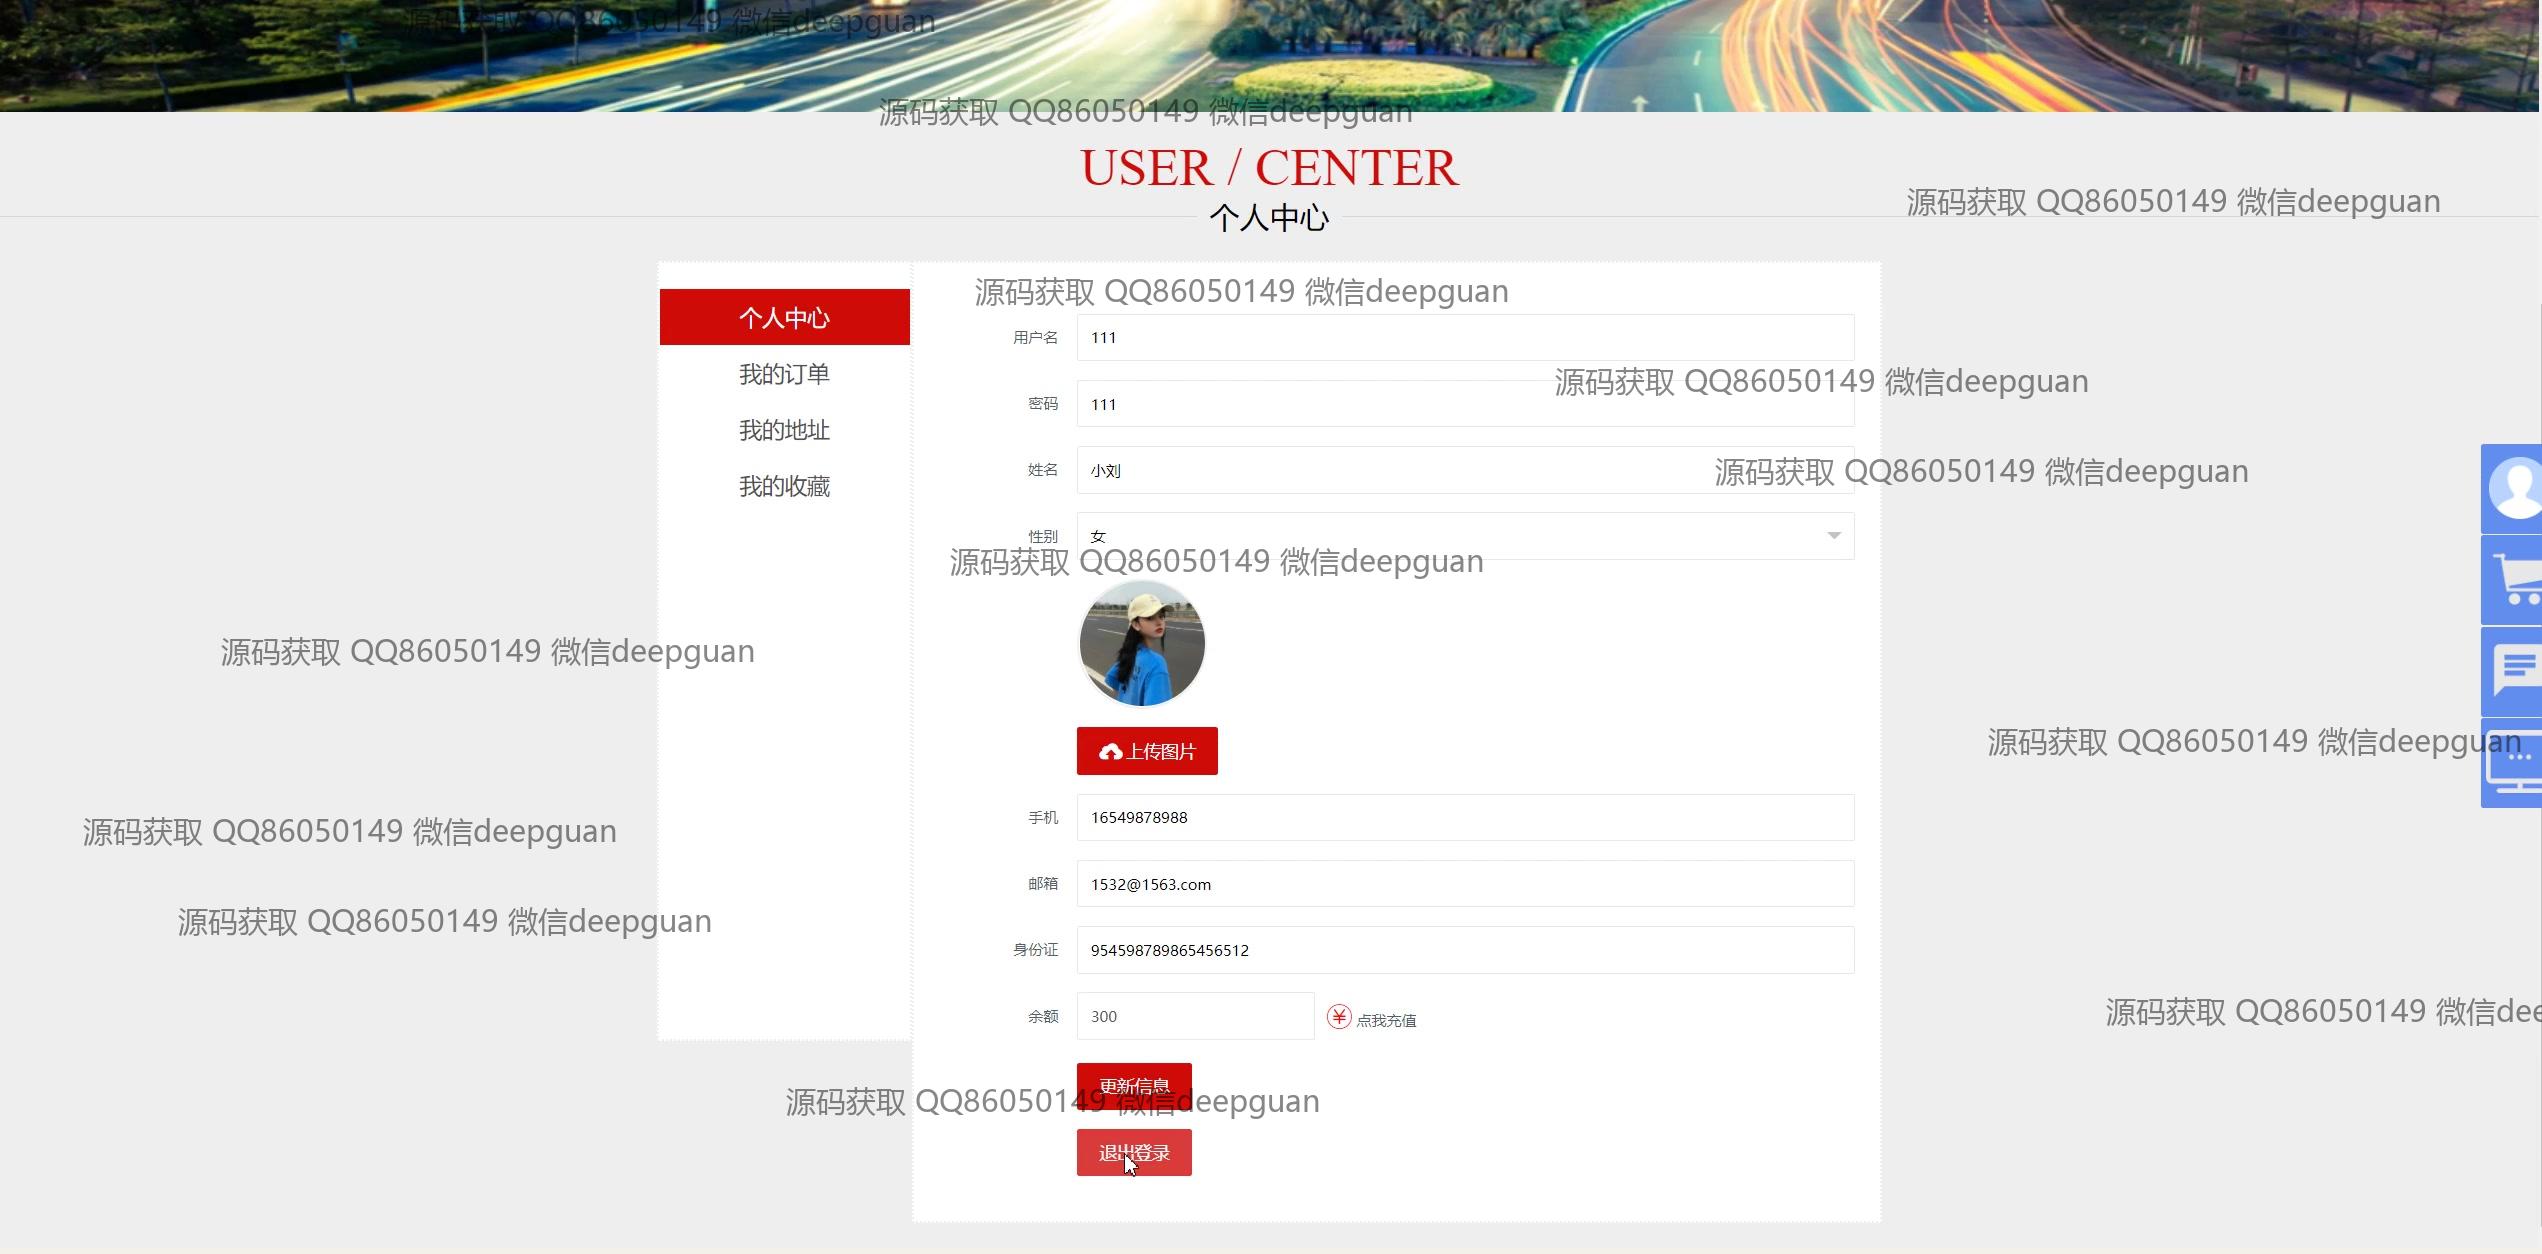 源码获取 QQ86050149 微信deepguan
源码获取 QQ86050149 微信deepguan
USER / CENTER
源码获取 QQ86050149 微信deepguan
个人中心
源码获取 QQ86050149 微信deepguan
个人中心
用户名 111
我的订单
源码获取 QQ86050149 微信deepguan
密码 111
我的地址
姓名 小刘
源码获取 QQ86050149 微信deepguan
我的收藏
性别 女
源码获取 QQ86050149 微信deepguan
源码获取 QQ86050149 微信deepguan
源码获取 QQ86050149 微信deepguan
上传图片
手机 16549878988
源码获取 QQ86050149 微信deepguan
邮箱 1532@1563.com
源码获取 QQ86050149 微信deepguan
身份证 954598789865456512
源码获取 QQ86050149 微信dee
余额 300 ¥ 点我充值
更新信息
源码获取 QQ86050149 微信deepguan
退出登录